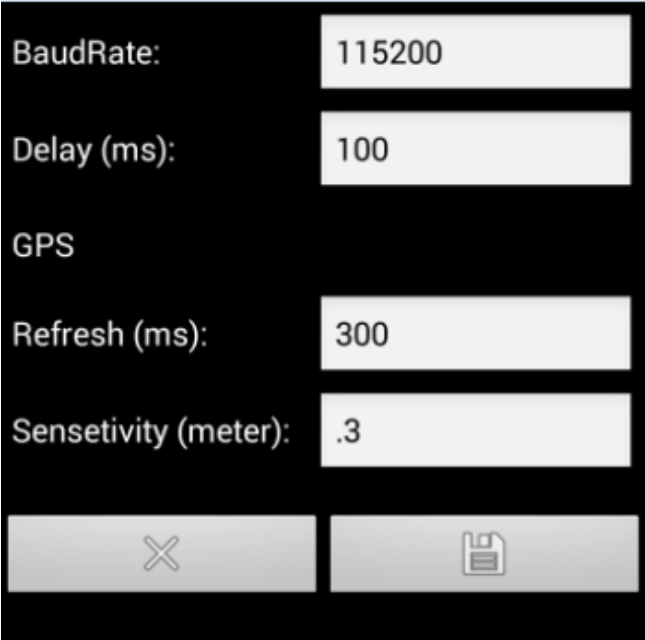 BaudRate: 115200
Delay (ms): 100
GPS
Refresh (ms): 300
Sensetivity (meter): .3